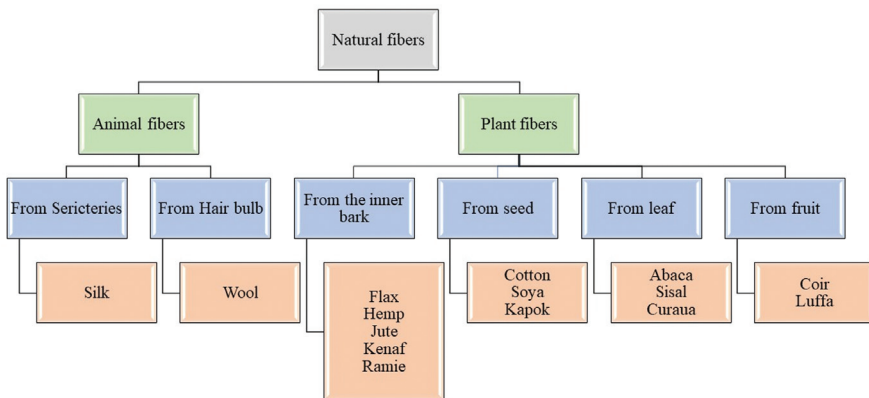 Natural fibers
Animal fibers
Plant fibers
From Sericteries
From Hair bulb
From the inner
bark
From seed
From leaf
From fruit
Silk
Wool
Flax
Hemp
Jute
Kenaf
Ramie
Cotton
Soya
Kapok
Abaca
Sisal
Curaua
Coir
Luffa